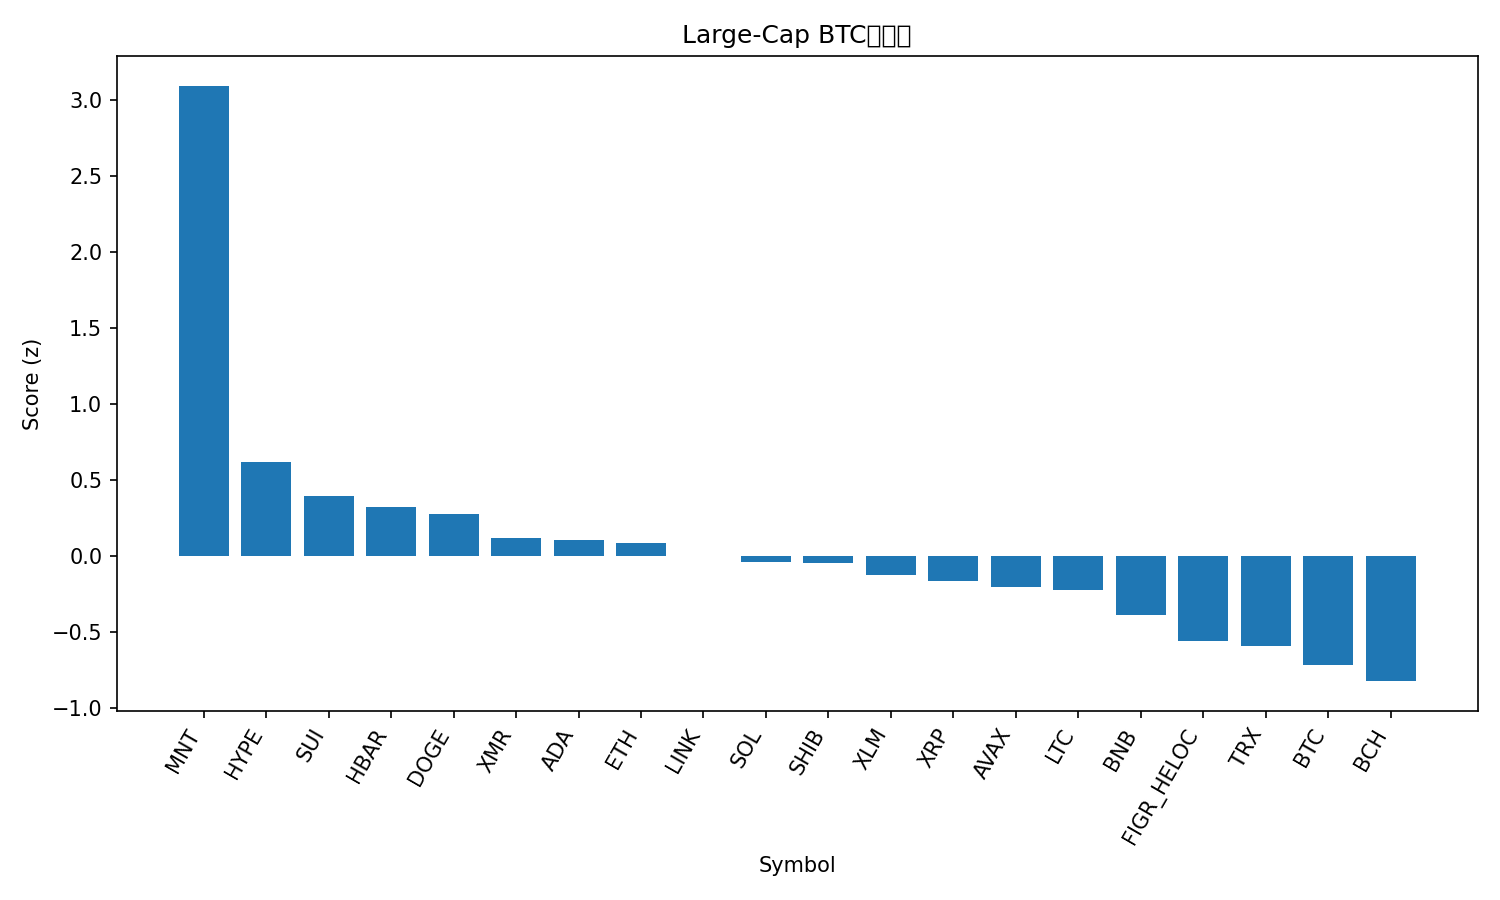 Large-Cap BTC
3.0
2.5
2.0
1.5
1.0
0.5
0.0
−0.5
−1.0
Score (z)
MNT
HYPE
SUI
HBAR
DOGE
XMR
ADA
ETH
LINK
SOL
SHIB
XLM
XRP
AVAX
LTC
BNB
FIGR_HELOC
TRX
BTC
BCH
Symbol